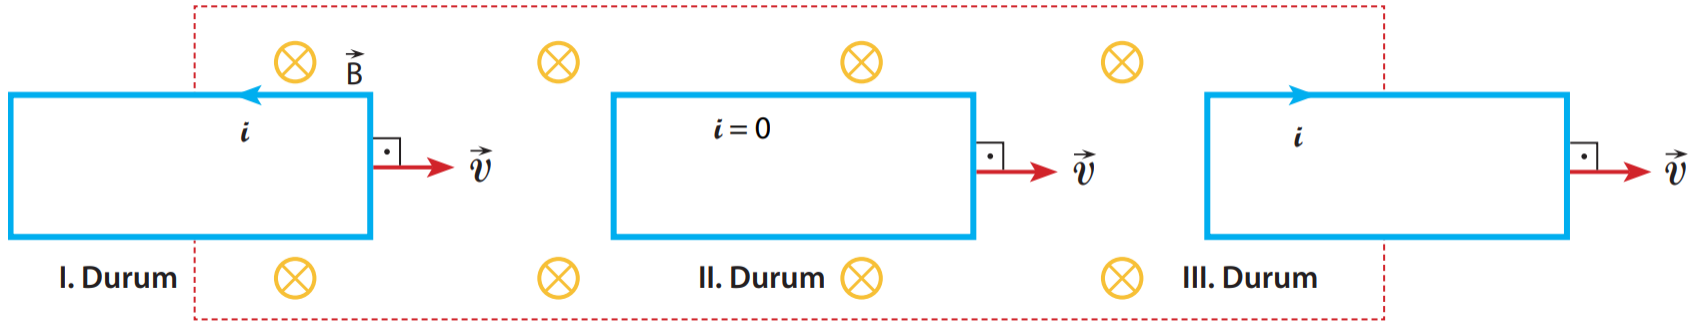 B
i
v
I. Durum
i = 0
v
II. Durum
i
v
III. Durum